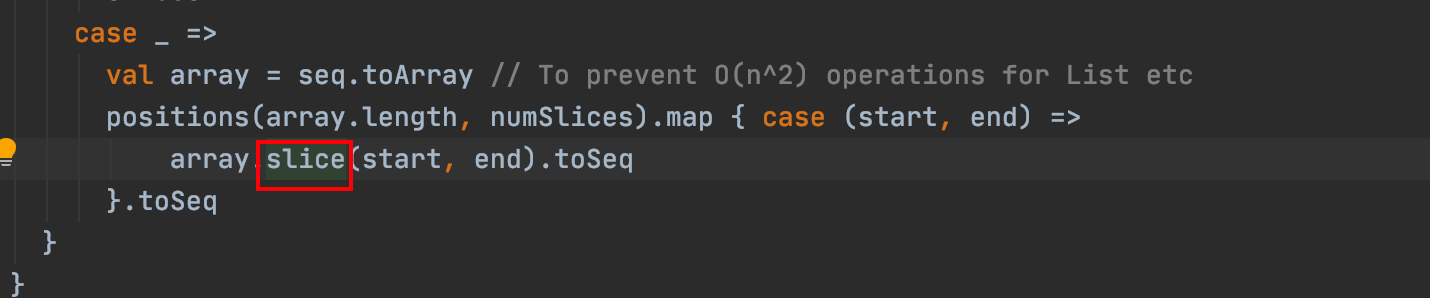 case _ =>
val array = seq.toArray // To prevent O(n^2) operations for List etc
positions(array.length, numSlices).map { case (start, end) =>
array.slice(start, end).toSeq
}.toSeq
}
}